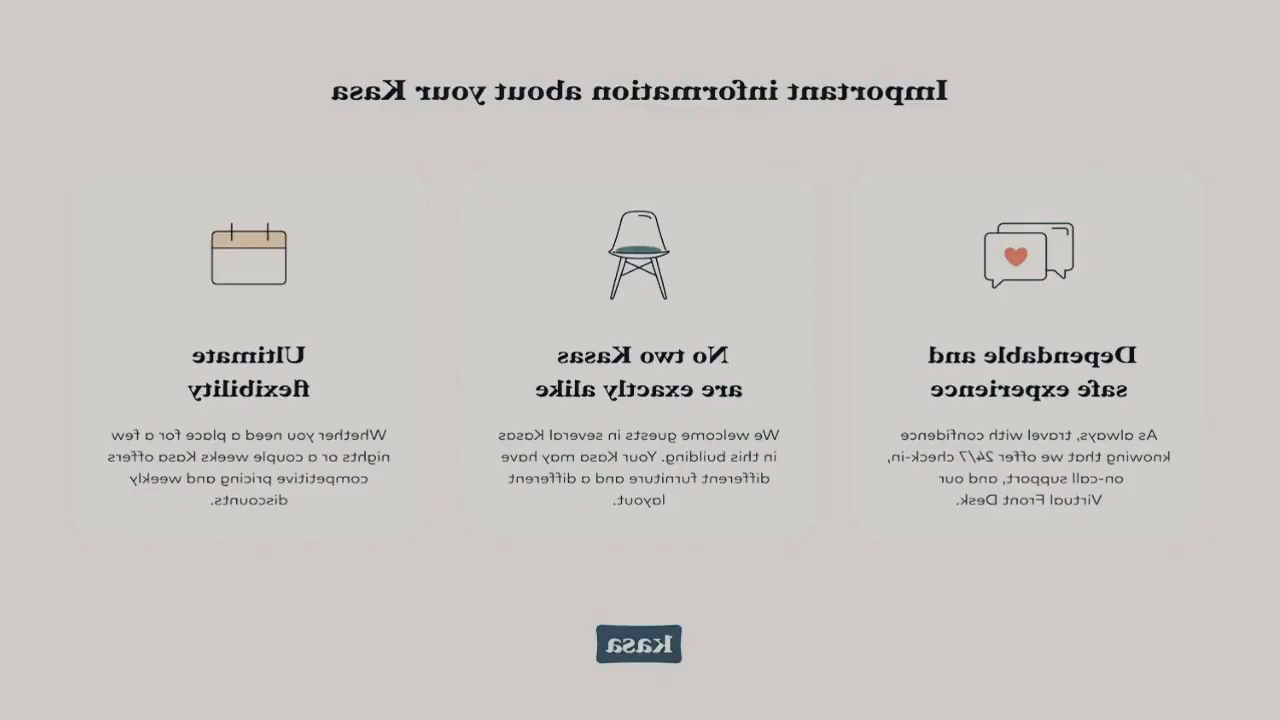 Important information about your Kasa
Dependable and
safe experience
As always, travel with confidence
knowing that we offer 24/7 check-in,
on-call support, and our
Virtual Front Desk.
No two Kasas
are exactly alike
We welcome guests in several Kasas
in this building. Your Kasa may have
different furniture and a different
layout.
Ultimate
flexibility
Whether you need a place for a few
nights or a couple weeks Kasa offers
competitive pricing and weekly
discounts.
kasa